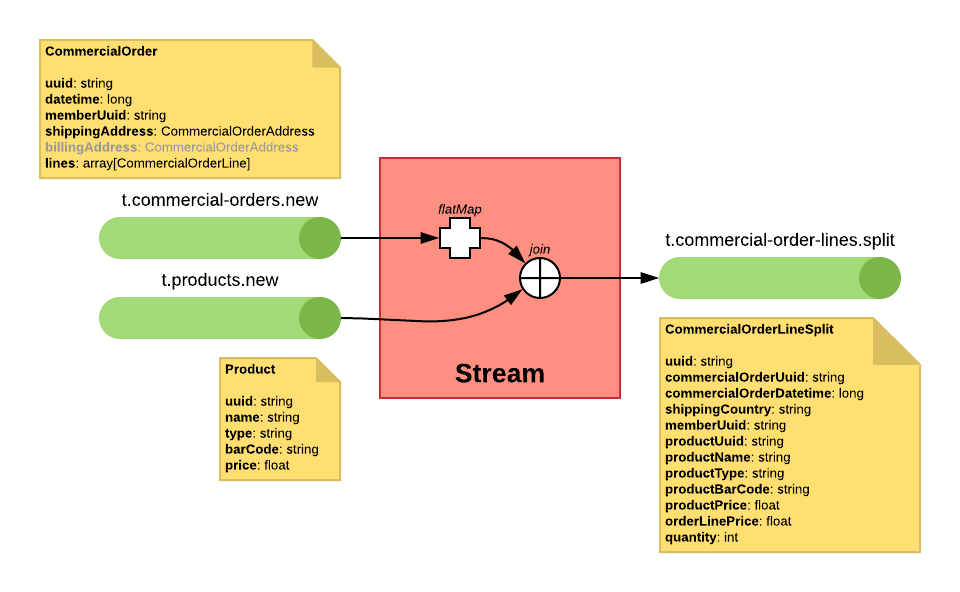 CommercialOrder
uuid: string
datetime: long
memberUuid: string
shippingAddress: CommercialOrderAddress
billingAddress: CommercialOrderAddress
lines: array[CommercialOrderLine]
t.commercial-orders.new
t.products.new
Product
uuid: string
name: string
type: string
barCode: string
price: float
flatMap
join
Stream
t.commercial-order-lines.split
CommercialOrderLineSplit
uuid: string
commercialOrderUuid: string
commercialOrderDatetime: long
shippingCountry: string
memberUuid: string
productUuid: string
productName: string
productType: string
productBarCode: string
productPrice: float
orderLinePrice: float
quantity: int